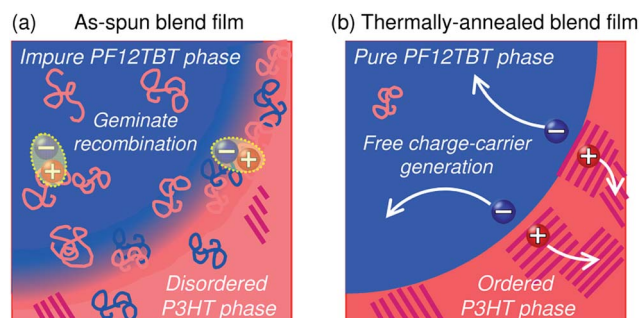 (a) As-spun blend film
Impure PF12TBT phase
Geminate
recombination
−
+
−
+
Disordered
P3HT phase
(b) Thermally-annealed blend film
Pure PF12TBT phase
Free charge-carrier
generation
−
+
−
+
Ordered
P3HT phase